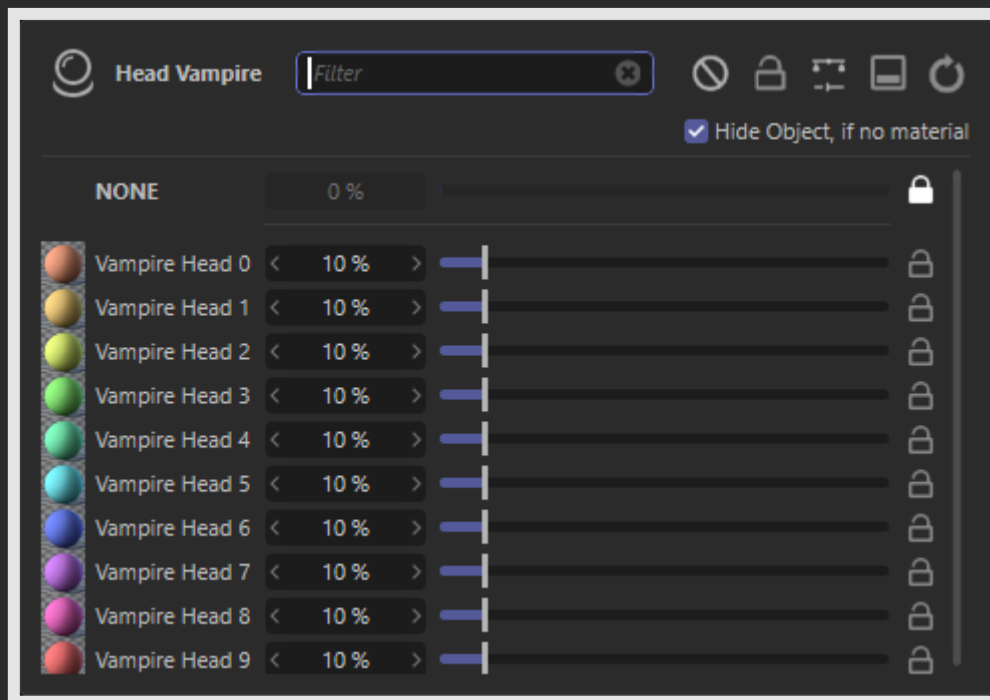 Head Vampire Filter
Hide Object, if no material
NONE 0 %
Vampire Head 0 < 10 % >
Vampire Head 1 < 10 % >
Vampire Head 2 < 10 % >
Vampire Head 3 < 10 % >
Vampire Head 4 < 10 % >
Vampire Head 5 < 10 % >
Vampire Head 6 < 10 % >
Vampire Head 7 < 10 % >
Vampire Head 8 < 10 % >
Vampire Head 9 < 10 % >